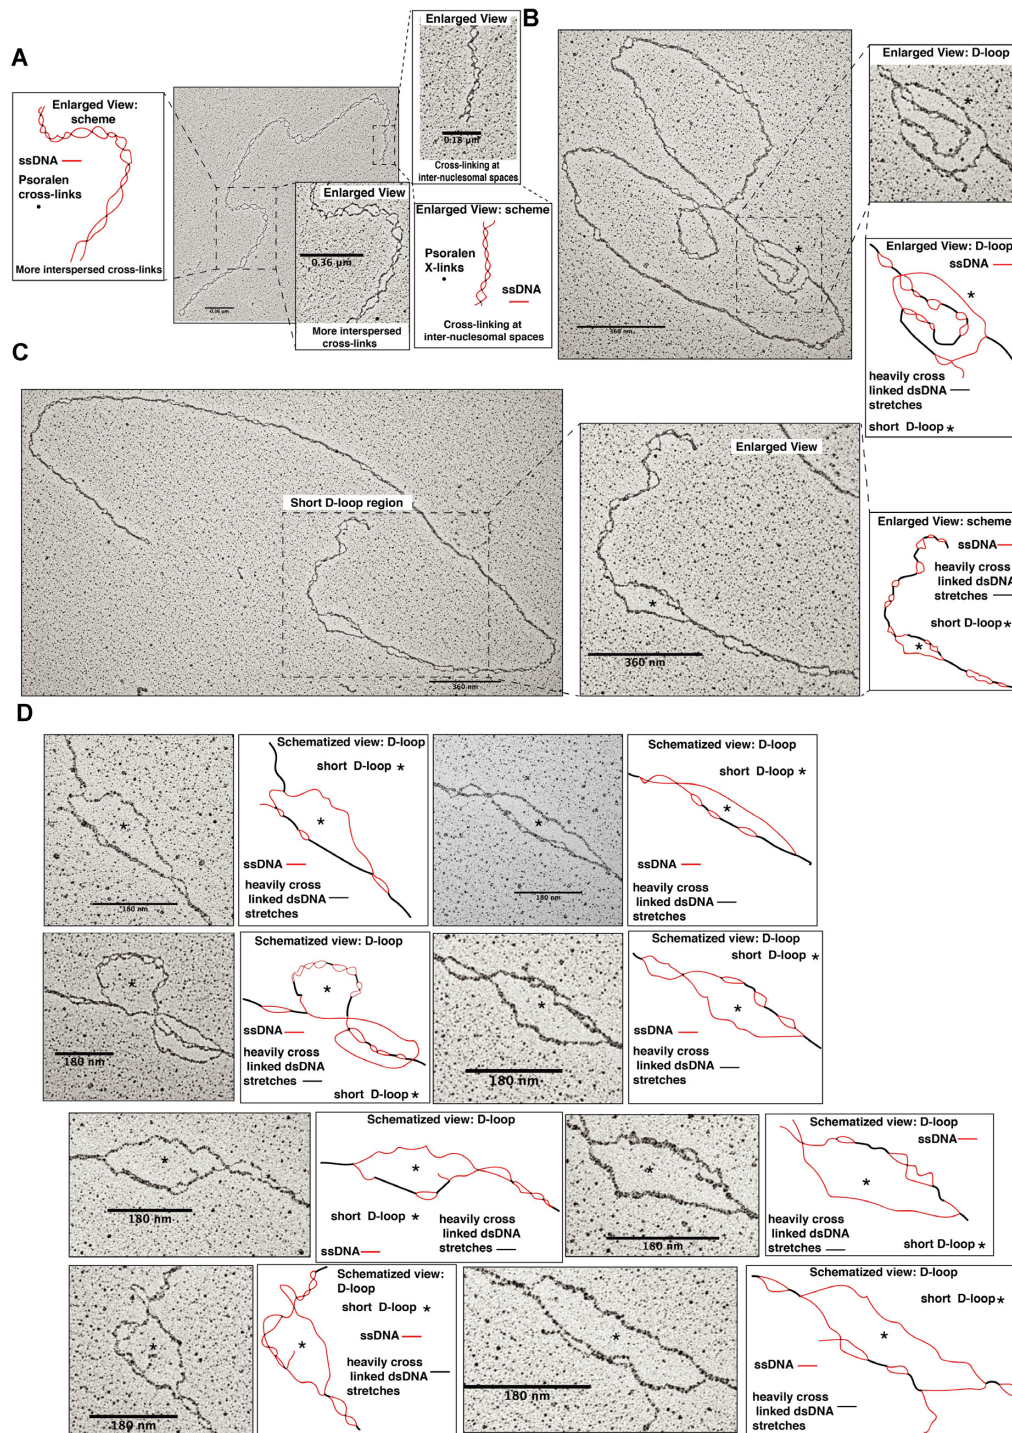 A
Enlarged View:
scheme
ssDNA
Psoralen
cross-links
More interspersed cross-links
0.36 µm
Enlarged View
0.36 µm
More interspersed
cross-links
Enlarged View
0.18 µm
Cross-linking at
inter-nuclesomal spaces
Enlarged View: scheme
Psoralen
X-links
ssDNA
Cross-linking at
inter-nuclesomal spaces
B
*
360 nm
Enlarged View: D-loop
*
Enlarged View: D-loop
ssDNA
*
heavily cross
linked dsDNA
stretches
short D-loop *
C
Short D-loop region
360 nm
Enlarged View
*
360 nm
Enlarged View: scheme
ssDNA
heavily cross
linked dsDNA
stretches
short D-loop *
*
D
*
180 nm
Schematized view: D-loop
short D-loop *
*
ssDNA
heavily cross
linked dsDNA
stretches
*
180 nm
Schematized view: D-loop
short D-loop *
*
ssDNA
heavily cross
linked dsDNA
stretches
*
180 nm
Schematized view: D-loop
*
ssDNA
heavily cross
linked dsDNA
stretches
short D-loop *
*
180 nm
Schematized view: D-loop
short D-loop *
*
ssDNA
heavily cross
linked dsDNA
stretches
*
180 nm
Schematized view: D-loop
*
short D-loop *
heavily cross
linked dsDNA
stretches
ssDNA
*
180 nm
Schematized view: D-loop
ssDNA
*
heavily cross
linked dsDNA
stretches
short D-loop *
*
180 nm
Schematized view:
D-loop
short D-loop *
ssDNA
*
heavily cross
linked dsDNA
stretches
*
180 nm
Schematized view: D-loop
short D-loop *
*
ssDNA
heavily cross
linked dsDNA
stretches